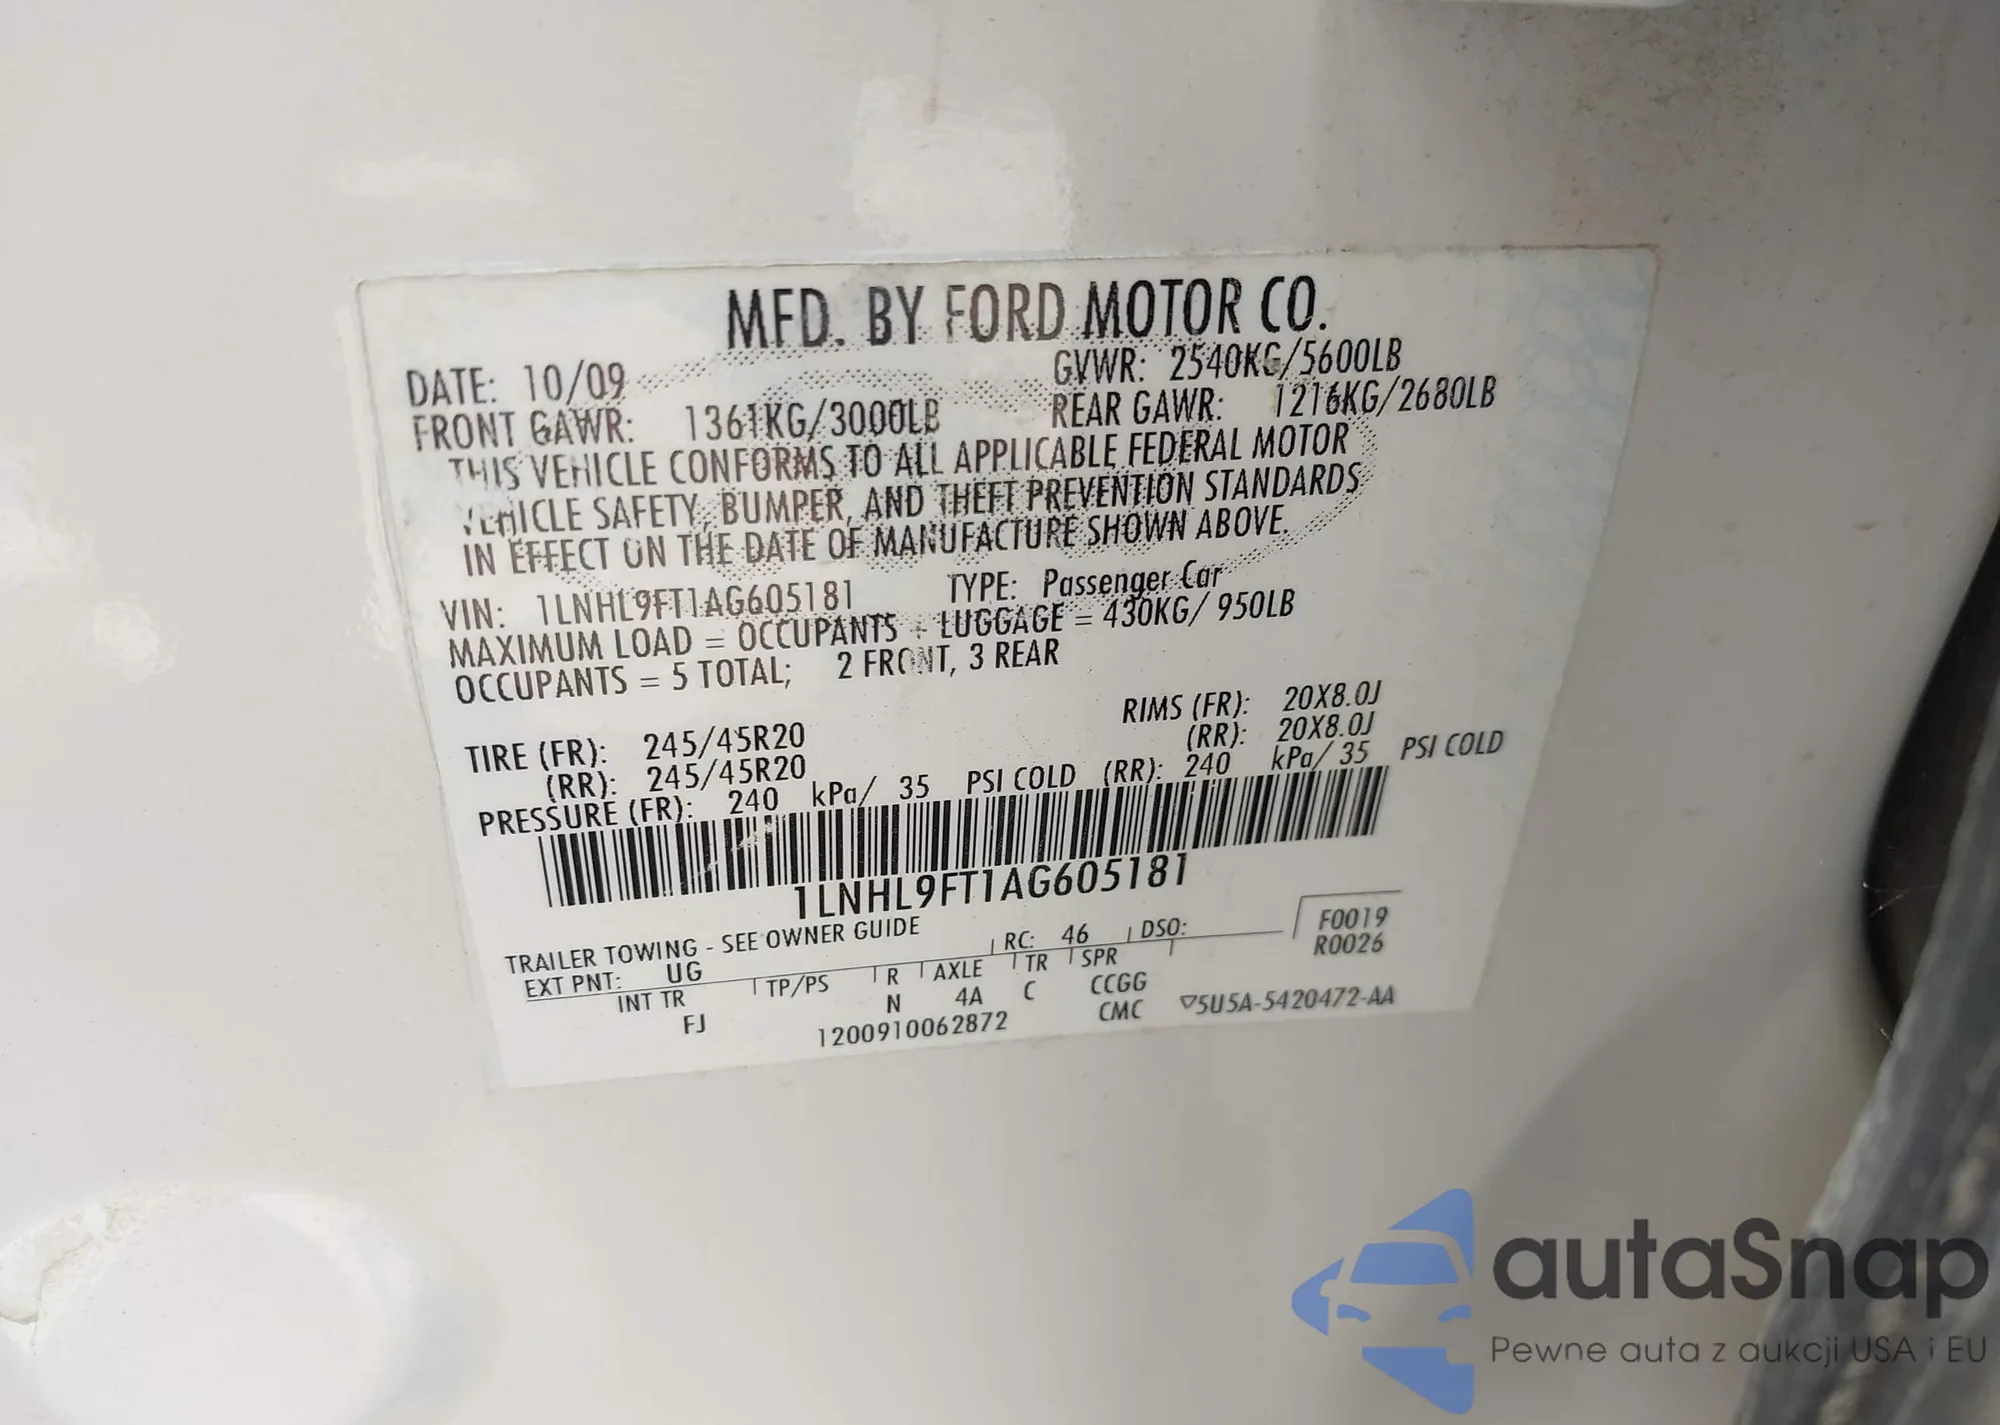 MFD. BY FORD MOTOR CO.
DATE: 10/09 GVWR: 2540KG/5600LB
FRONT GAWR: 1361KG/3000LB REAR GAWR: 1216KG/2680LB
THIS VEHICLE CONFORMS TO ALL APPLICABLE FEDERAL MOTOR
VEHICLE SAFETY, BUMPER, AND THEFT PREVENTION STANDARDS
IN EFFECT ON THE DATE OF MANUFACTURE SHOWN ABOVE.
VIN: 1LNHL9FT1AG605181 TYPE: Passenger Car
MAXIMUM LOAD = OCCUPANTS + LUGGAGE = 430KG/ 950LB
OCCUPANTS = 5 TOTAL; 2 FRONT, 3 REAR
RIMS (FR): 20X8.0J
TIRE (FR): 245/45R20 (RR): 20X8.0J
(RR): 245/45R20
PRESSURE (FR): 240 kPa/ 35 PSI COLD (RR): 240 kPa/ 35 PSI COLD
1LNHL9FT1AG605181
TRAILER TOWING - SEE OWNER GUIDE
EXT PNT: UG RC: 46 DSO: F0019
R0026
INT TR TP/PS R AXLE TR SPR
FJ N 4A C CCGG
1200910062872 CMC ▽5U5A-5420472-AA
autaSnap
Pewne auta z aukcji USA i EU